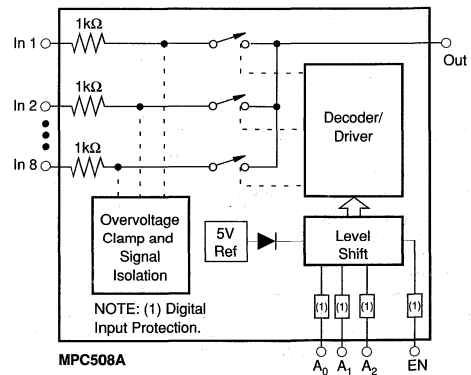 1kΩ
In 1
Out
1kΩ
In 2
Decoder/
Driver
1kΩ
In 8
Overvoltage
Clamp and
Signal
Isolation
5V
Ref
Level
Shift
NOTE: (1) Digital
Input Protection.
(1) (1) (1) (1)
MPC508A
A₀ A₁ A₂ EN